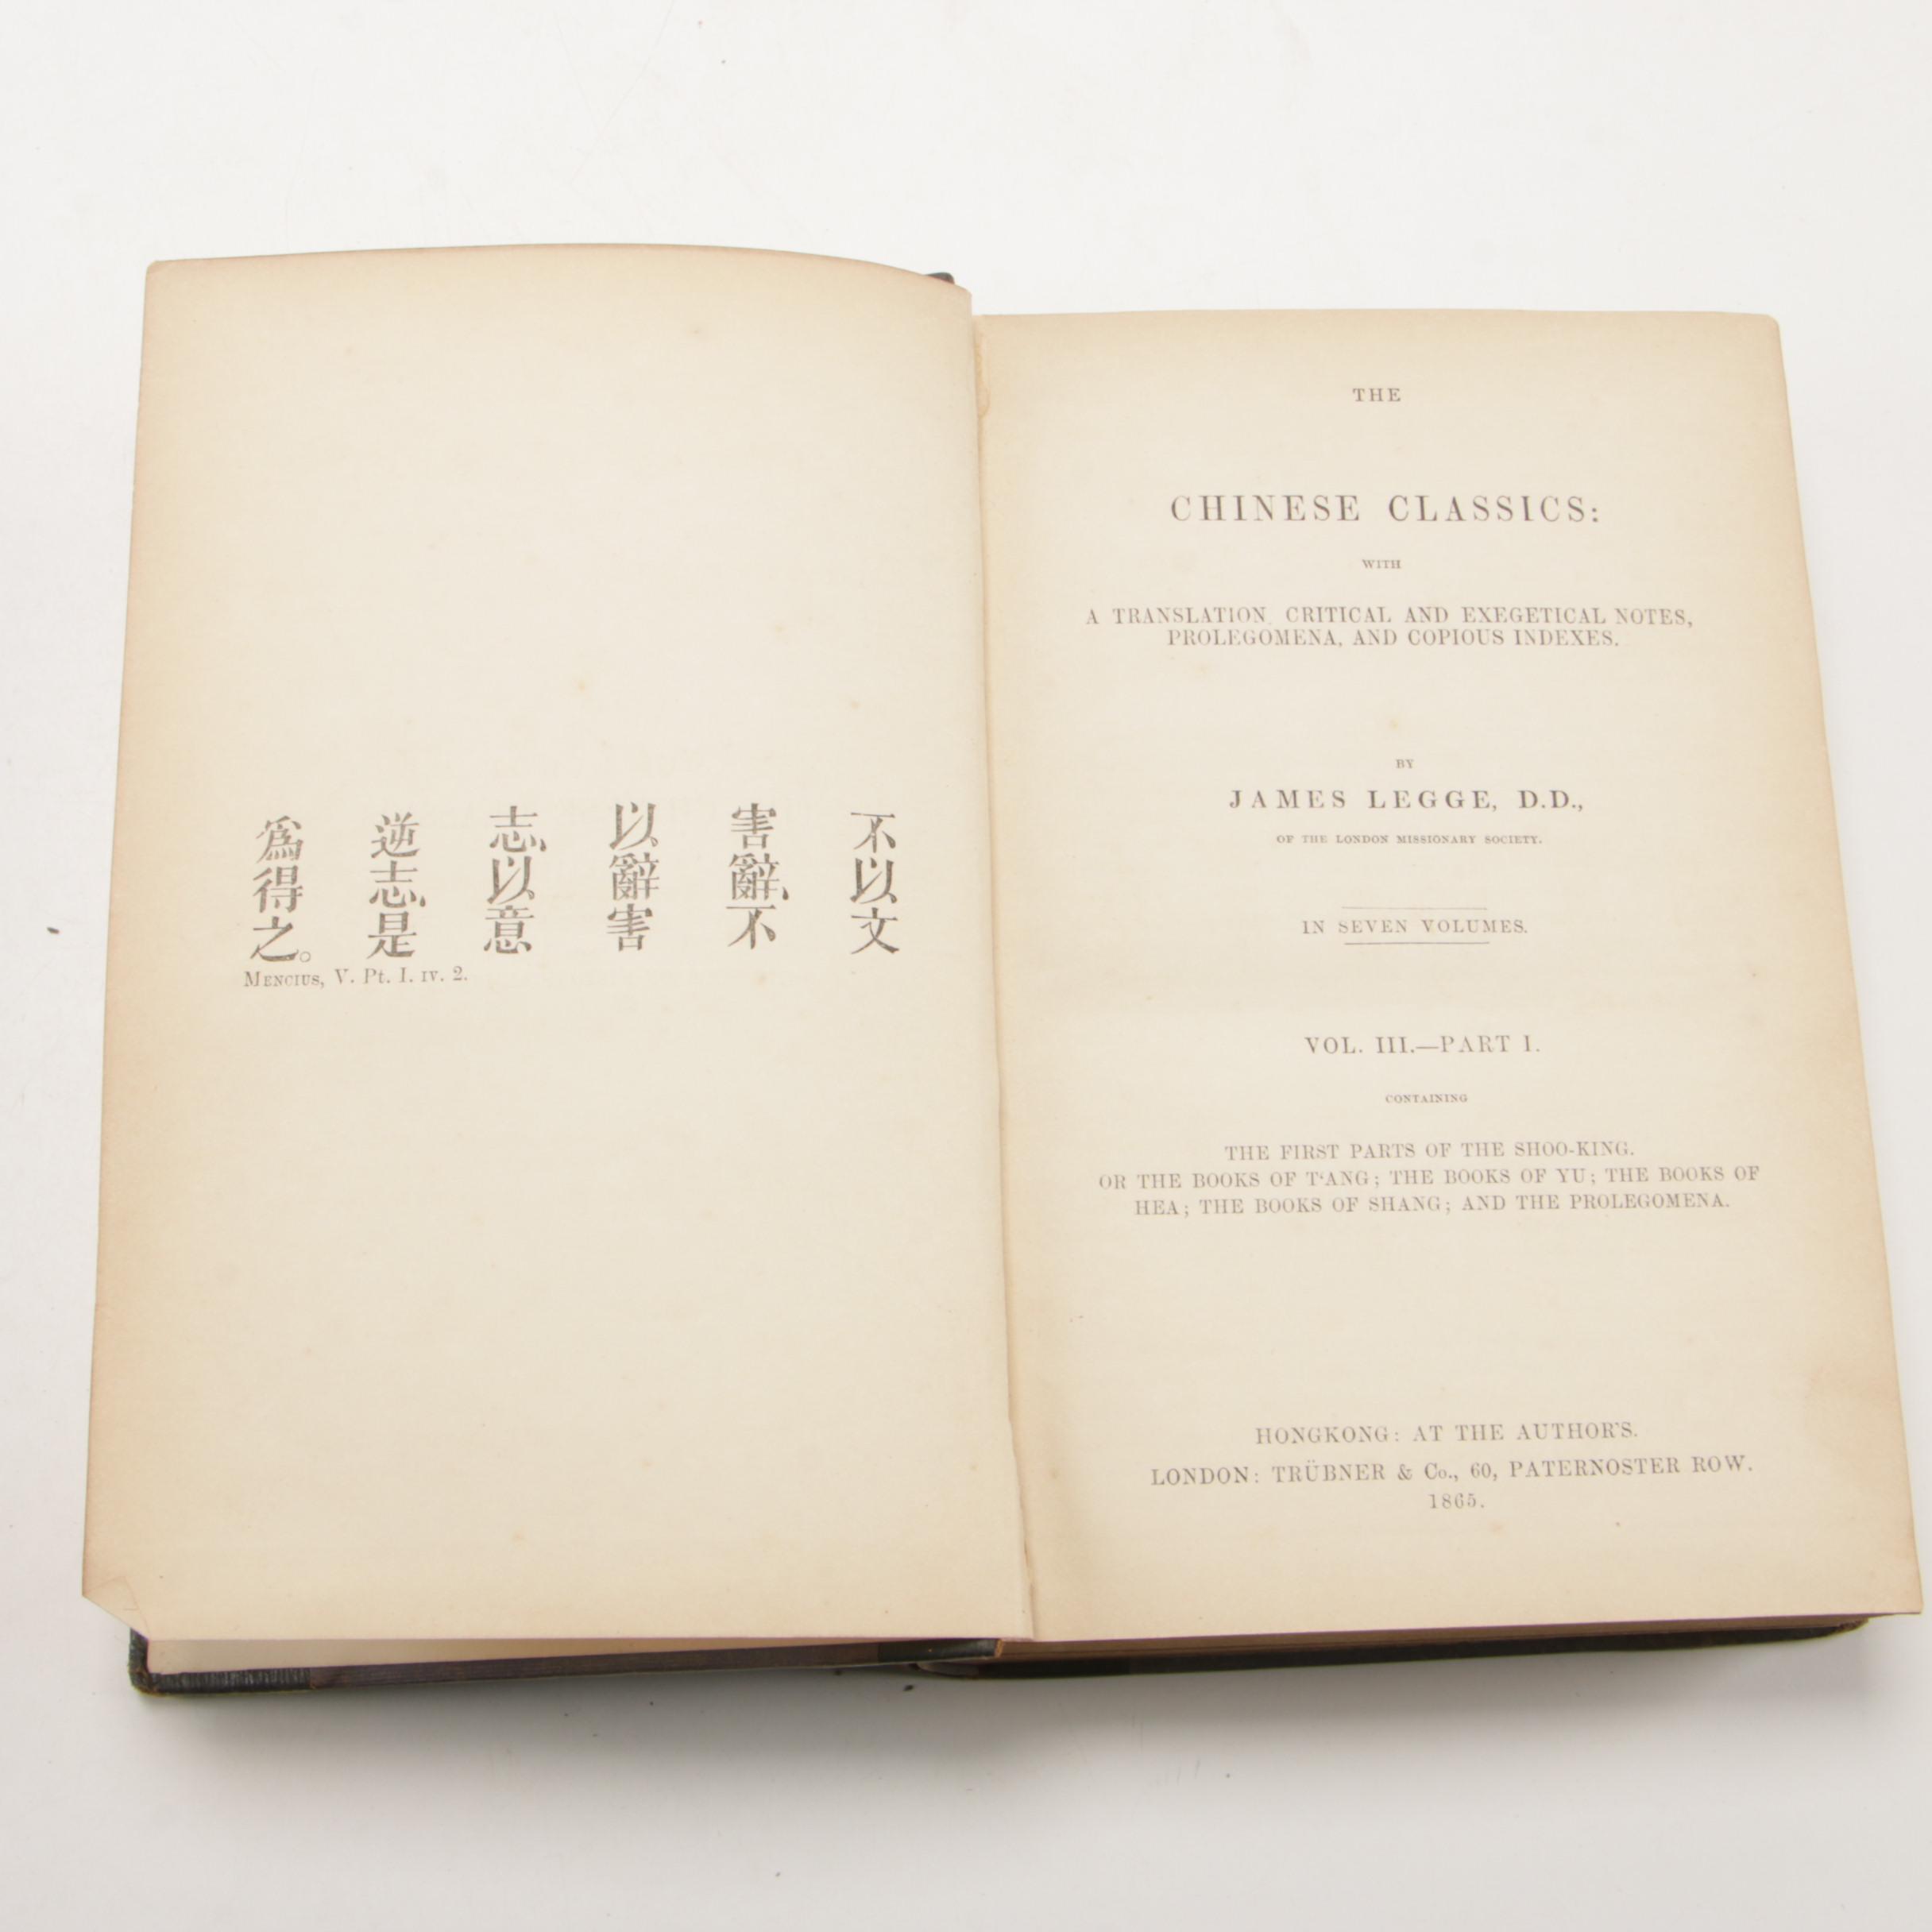 不以文
害辭、不
以辭害
志、以意
逆志、是
爲得之。
MENCIUS, V. Pt. I. IV. 2.
THE
CHINESE CLASSICS:
WITH
A TRANSLATION, CRITICAL AND EXEGETICAL NOTES,
PROLEGOMENA, AND COPIOUS INDEXES.
BY
JAMES LEGGE, D.D.,
OF THE LONDON MISSIONARY SOCIETY.
IN SEVEN VOLUMES.
VOL. III.—PART I.
CONTAINING
THE FIRST PARTS OF THE SHOO-KING.
OR THE BOOKS OF T‘ANG; THE BOOKS OF YU; THE BOOKS OF
HEA; THE BOOKS OF SHANG; AND THE PROLEGOMENA.
HONGKONG: AT THE AUTHOR'S.
LONDON: TRÜBNER & Co., 60, PATERNOSTER ROW.
1865.